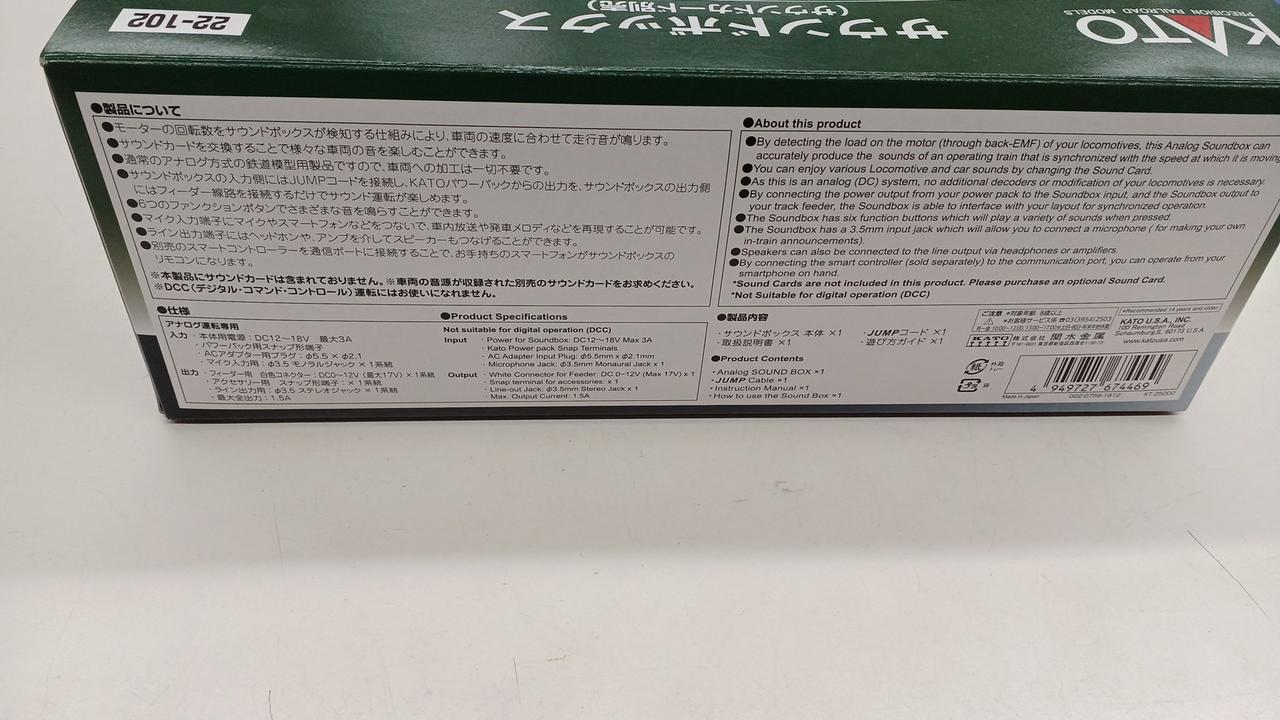 22-102
サウンドボックス
(サウンドカード別売)
KATO
PRECISION RAILROAD MODELS
●製品について
●モーターの回転数をサウンドボックスが検知する仕組みにより、車両の速度に合わせて走行音が鳴ります。
●サウンドカードを交換することで様々な車両の音を楽しむことができます。
●通常のアナログ方式の鉄道模型用製品ですので、車両への加工は一切不要です。
●サウンドボックスの入力側にはJUMPコードを接続し、KATOパワーパックからの出力を、サウンドボックスの出力側
にはフィーダー線路を接続するだけでサウンド運転が楽しめます。
●6つのファンクションボタンでさまざまな音を鳴らすことができます。
●マイク入力端子にマイクやスマートフォンなどをつないで、車内放送や発車メロディなどを再現することが可能です。
●ライン出力端子にはヘッドホンや、アンプを介してスピーカーもつなげることができます。
●別売のスマートコントローラーを通信ポートに接続することで、お手持ちのスマートフォンがサウンドボックスの
リモコンになります。
※本製品にサウンドカードは含まれておりません。※車両の音源が収録された別売のサウンドカードをお求めください。
※DCC(デジタル・コマンド・コントロール)運転にはお使いになれません。
●About this product
●By detecting the load on the motor (through back-EMF) of your locomotives, this Analog Soundbox can
accurately produce the sounds of an operating train that is synchronized with the speed at which it is moving
●You can enjoy various Locomotive and car sounds by changing the Sound Card.
●As this is an analog (DC) system, no additional decoders or modification of your locomotives is necessary.
●By connecting the power output from your power pack to the Soundbox input, and the Soundbox output to
your track feeder, the Soundbox is able to interface with your layout for synchronized operation.
●The Soundbox has six function buttons which will play a variety of sounds when pressed.
●The Soundbox has a 3.5mm input jack which will allow you to connect a microphone ( for making your own
in-train announcements).
●Speakers can also be connected to the line output via headphones or amplifiers.
●By connecting the smart controller (sold separately) to the communication port, you can operate from your
smartphone on hand.
*Sound Cards are not included in this product. Please purchase an optional Sound Card.
*Not Suitable for digital operation (DCC)
●仕様
アナログ運転専用
入力 ・本体用電源：DC12～18V 最大3A
・パワーパック用スナップ形端子
・ACアダプター用プラグ：φ5.5×φ2.1
・マイク入力用：φ3.5 モノラルジャック×1系統
出力 ・フィーダー用 白色コネクター：DC0～12V(最大17V)×1系統
・アクセサリー用 スナップ形端子：×1系統
・ライン出力用：φ3.5 ステレオジャック×1系統
・最大全出力：1.5A
●Product Specifications
Not suitable for digital operation (DCC)
Input ・Power for Soundbox: DC12～18V Max 3A
・Kato Power pack Snap Terminals
・AC Adapter Input Plug: φ5.5mm×φ2.1mm
・Microphone Jack: φ3.5mm Monaural Jack x 1
Output ・White Connector for Feeder: DC 0~12V (Max 17V) x 1
・Snap terminal for accessories: x 1
・Line-out Jack: φ3.5mm Stereo Jack x 1
・Max. Output Current: 1.5A
●製品内容
・サウンドボックス 本体 ×1 ・JUMPコード ×1
・取扱説明書 ×1 ・遊び方ガイド ×1
●Product Contents
・Analog SOUND BOX ×1
・JUMP Cable ×1
・Instruction Manual ×1
・How to use the Sound Box ×1
ご注意 ＊対象年齢 8歳以上
＊お客様サービス係 ☎03(3954)2503
KATO 株式会社 関水金属
*Recommended 14 years and older.
KATO U.S.A., INC.
100 Remington Road
Schaumburg,IL 60173 U.S.A
www.katousa.com
紙 外箱
プラ 袋
4 949727 674469
Made in Japan 022-0756-1812 KT 25000